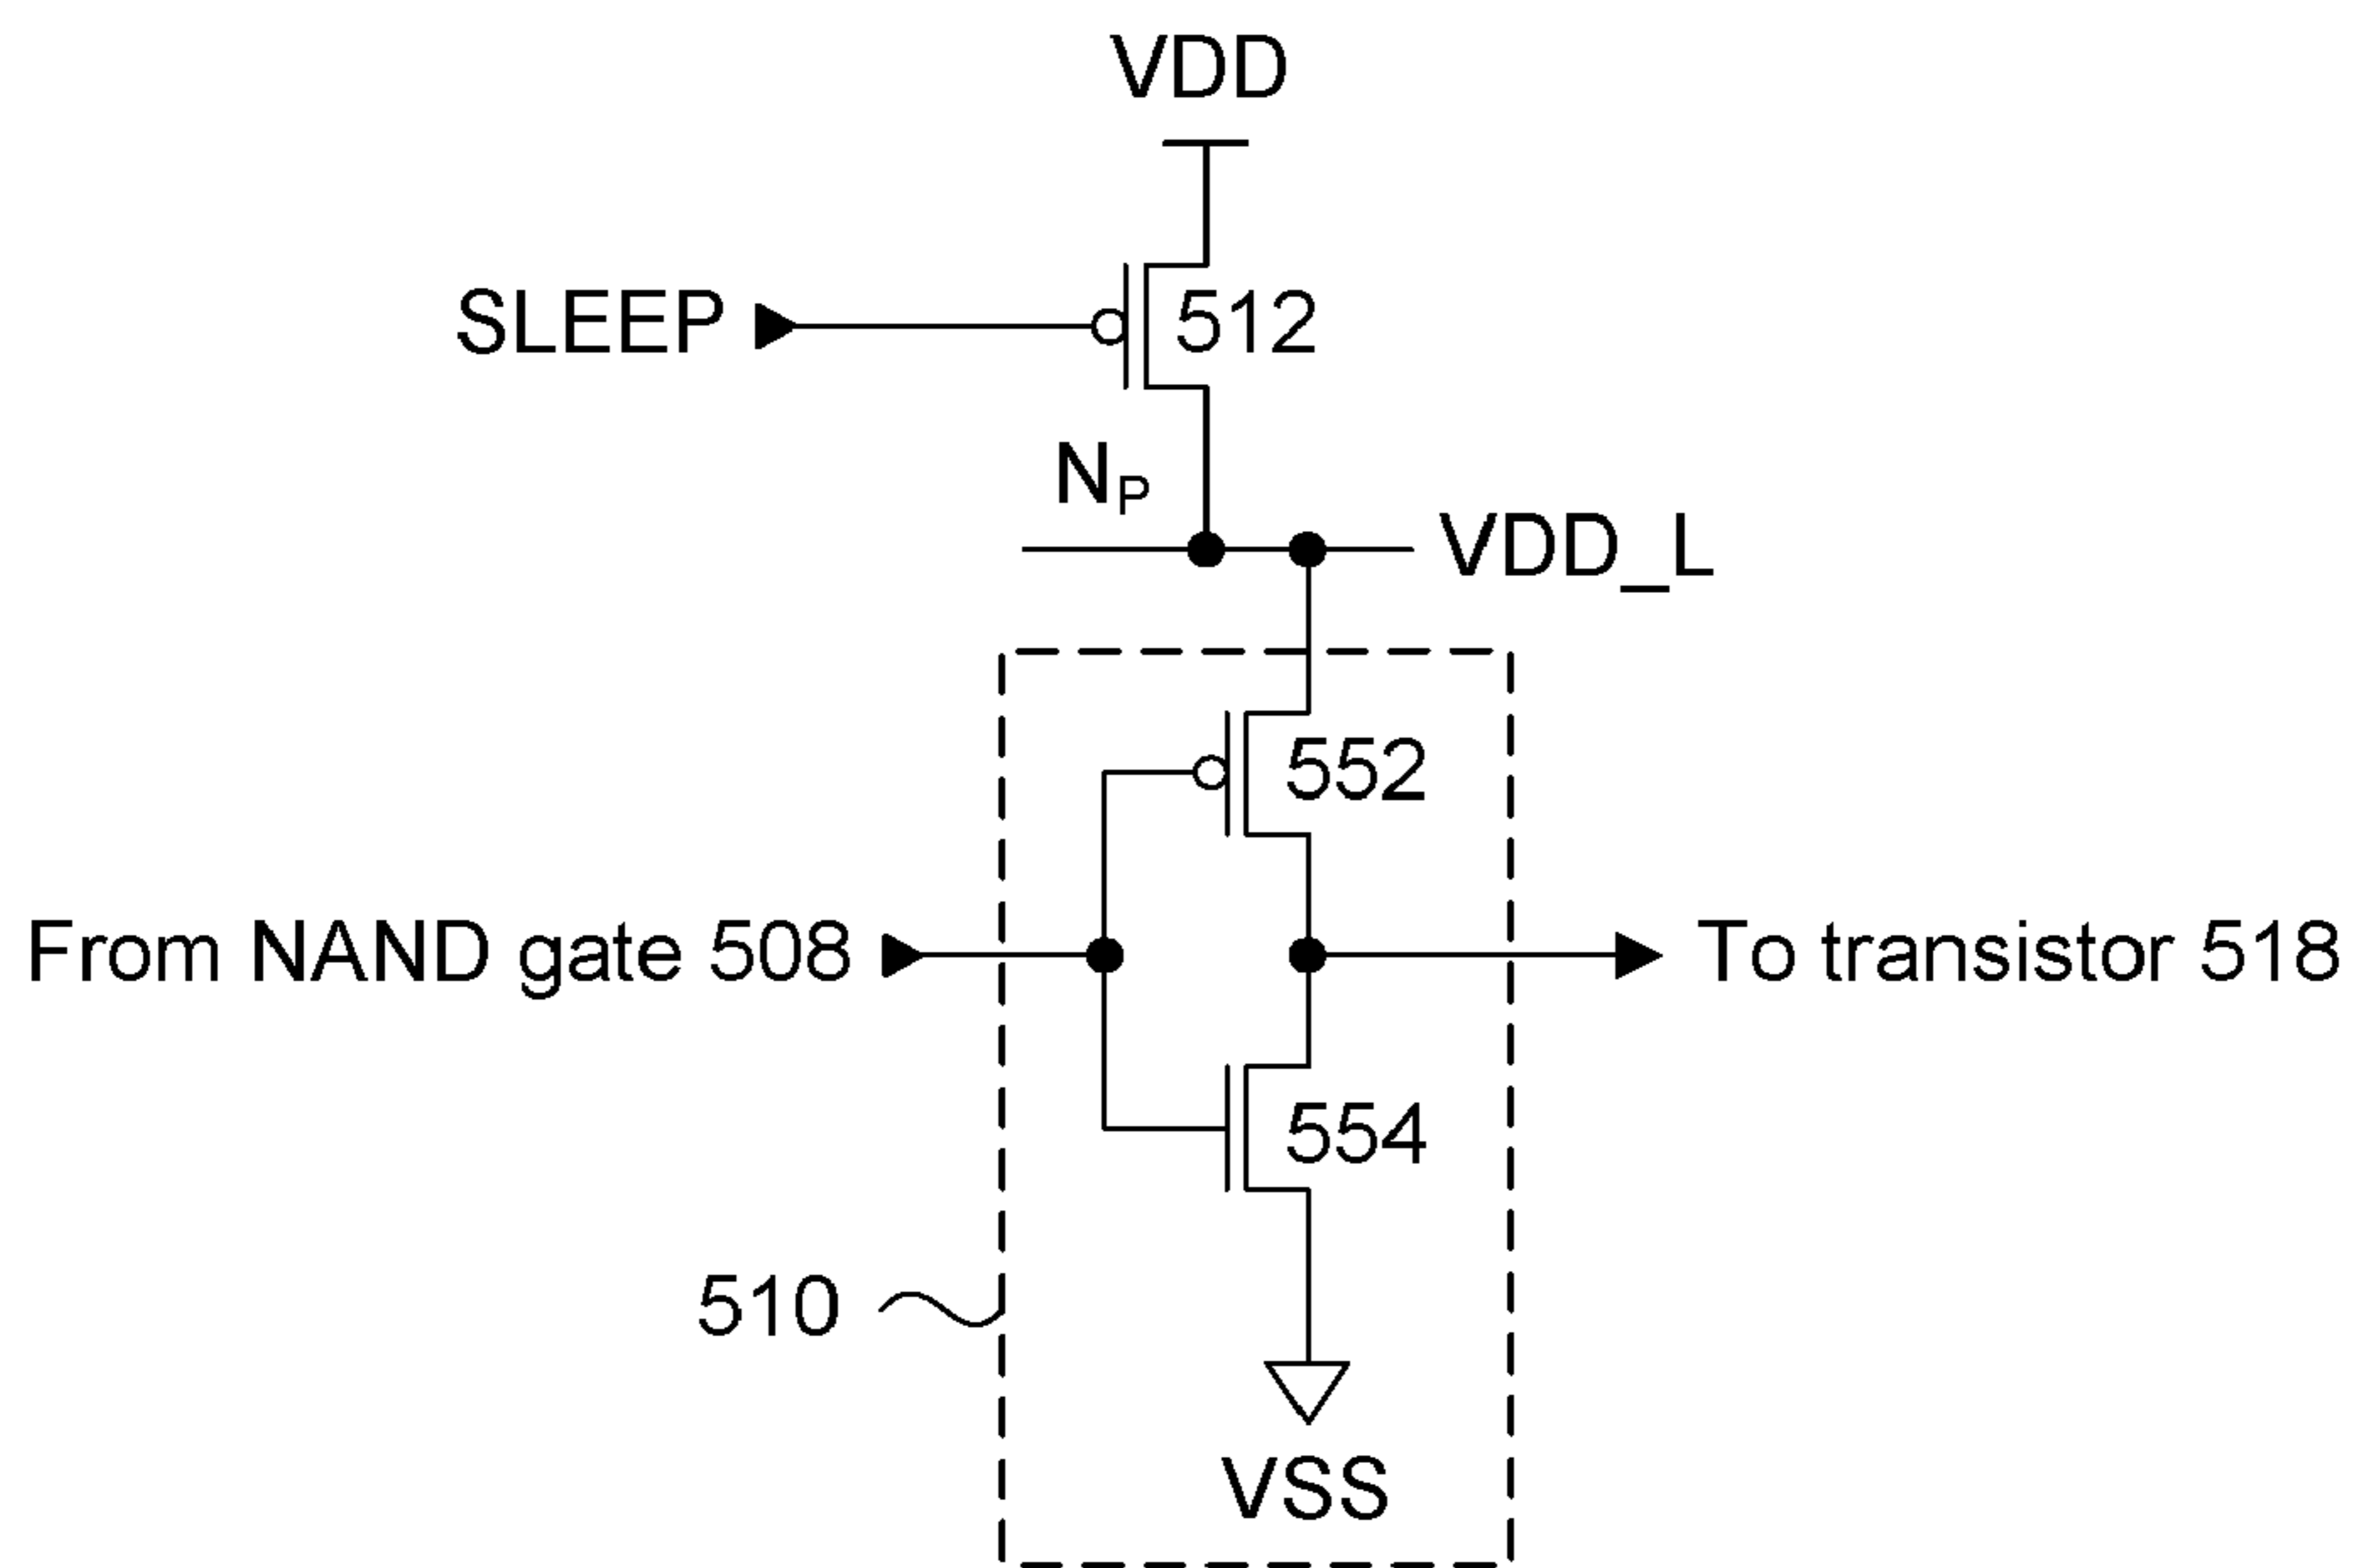 VDD
SLEEP
512
NP
VDD_L
552
From NAND gate 508
To transistor 518
554
510
VSS